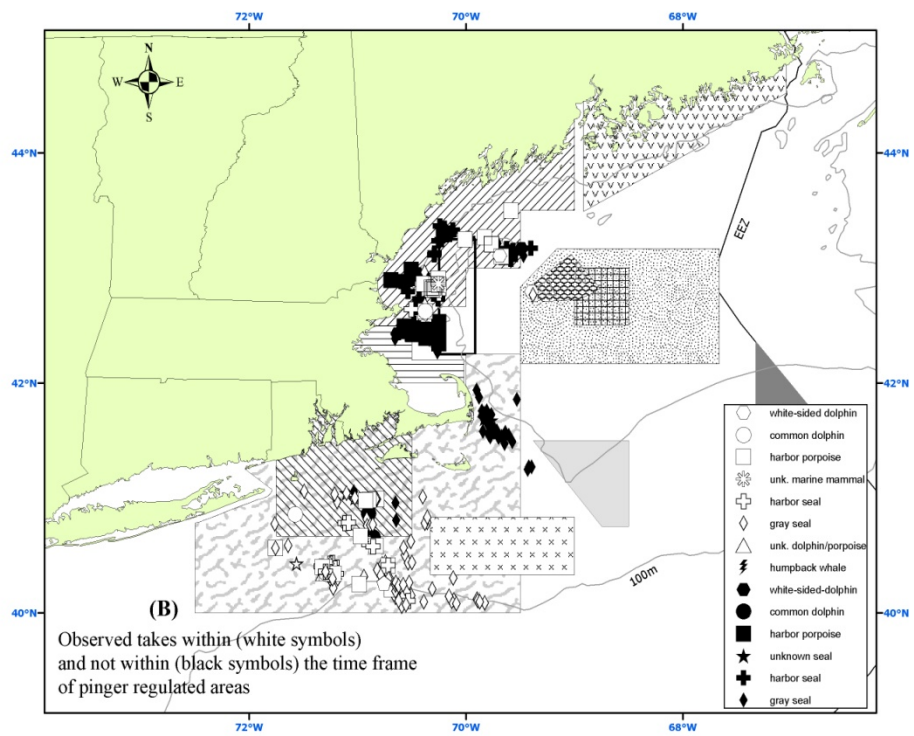 72°W 70°W 68°W
N
W E
S
44°N 44°N
EEZ
42°N 42°N
white-sided dolphin
common dolphin
harbor porpoise
unk. marine mammal
harbor seal
gray seal
unk. dolphin/porpoise
humpback whale
white-sided-dolphin
common dolphin
harbor porpoise
unknown seal
harbor seal
gray seal
100m
40°N 40°N
(B)
Observed takes within (white symbols)
and not within (black symbols) the time frame
of pinger regulated areas
72°W 70°W 68°W